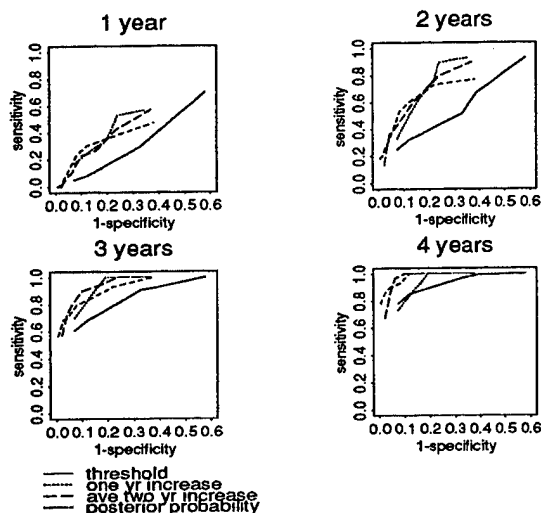 1 year
sensitivity
0.0 0.2 0.4 0.6 0.8 1.0
0.0 0.1 0.2 0.3 0.4 0.5 0.6
1-specificity
2 years
sensitivity
0.0 0.2 0.4 0.6 0.8 1.0
0.0 0.1 0.2 0.3 0.4 0.5 0.6
1-specificity
3 years
sensitivity
0.0 0.2 0.4 0.6 0.8 1.0
0.0 0.1 0.2 0.3 0.4 0.5 0.6
1-specificity
4 years
sensitivity
0.0 0.2 0.4 0.6 0.8 1.0
0.0 0.1 0.2 0.3 0.4 0.5 0.6
1-specificity
threshold
one yr increase
ave two yr increase
posterior probability